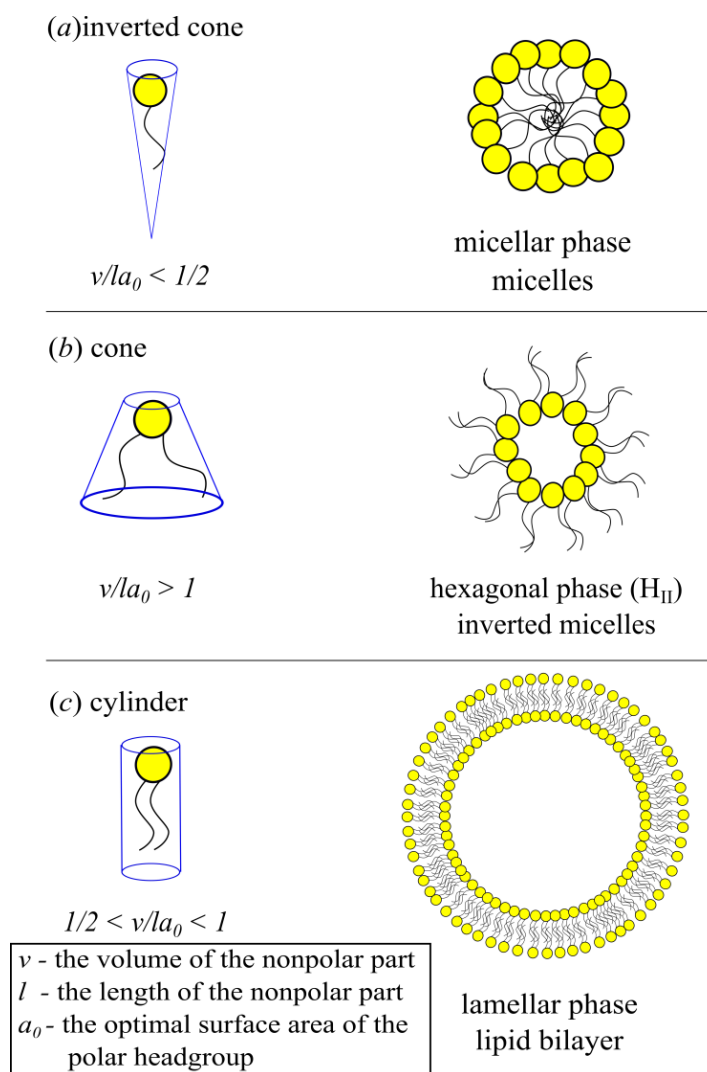 (a)inverted cone
v/la₀ < 1/2
micellar phase
micelles
(b) cone
v/la₀ > 1
hexagonal phase (H_II)
inverted micelles
(c) cylinder
1/2 < v/la₀ < 1
v - the volume of the nonpolar part
l - the length of the nonpolar part
a₀- the optimal surface area of the
polar headgroup
lamellar phase
lipid bilayer